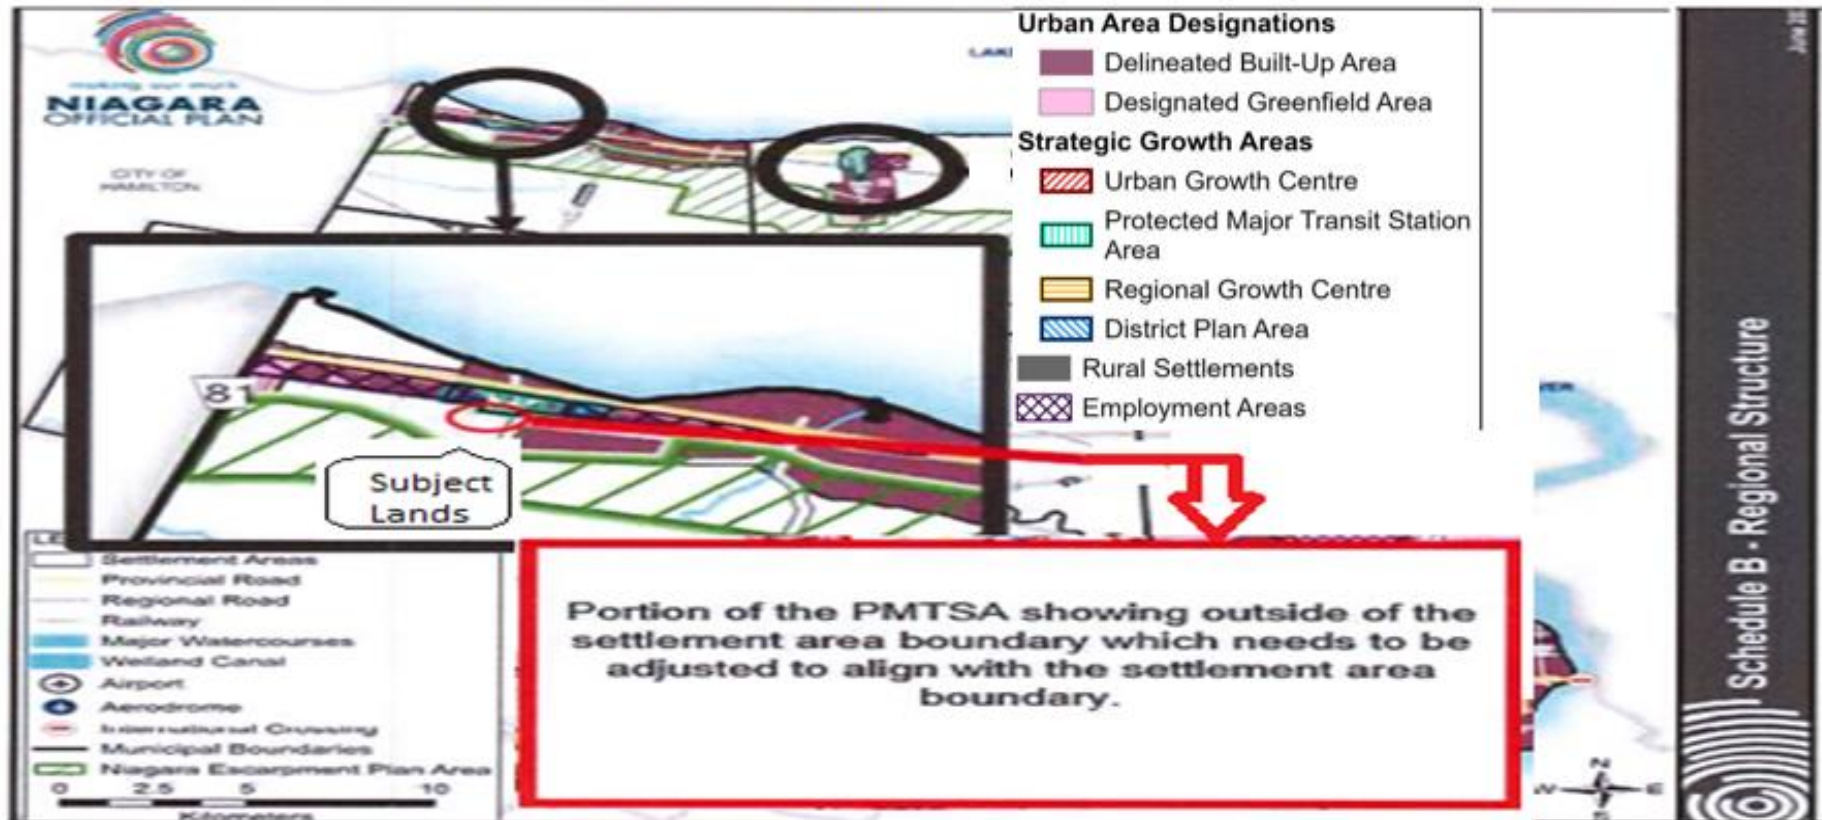 making our mark
NIAGARA
OFFICIAL PLAN
CITY OF
HAMILTON
Urban Area Designations
Delineated Built-Up Area
Designated Greenfield Area
Strategic Growth Areas
Urban Growth Centre
Protected Major Transit Station
Area
Regional Growth Centre
District Plan Area
Rural Settlements
Employment Areas
81
Subject
Lands
Settlement Areas
Provincial Road
Regional Road
Railway
Major Watercourses
Welland Canal
Airport
Aerodrome
International Crossing
Municipal Boundaries
Niagara Escarpment Plan Area
0 2.5 5 10
Kilometers
Portion of the PMTSA showing outside of the
settlement area boundary which needs to be
adjusted to align with the settlement area
boundary.
N
W E
S
Schedule B - Regional Structure